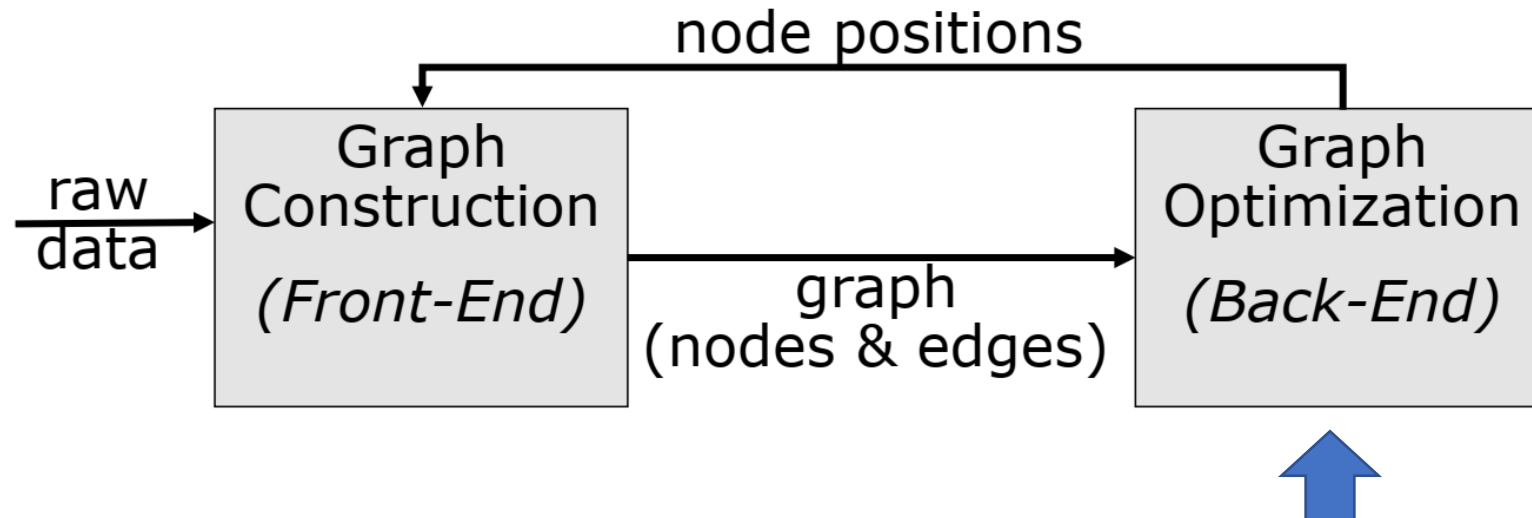 node positions
raw
data
Graph
Construction
(Front-End)
graph
(nodes & edges)
Graph
Optimization
(Back-End)